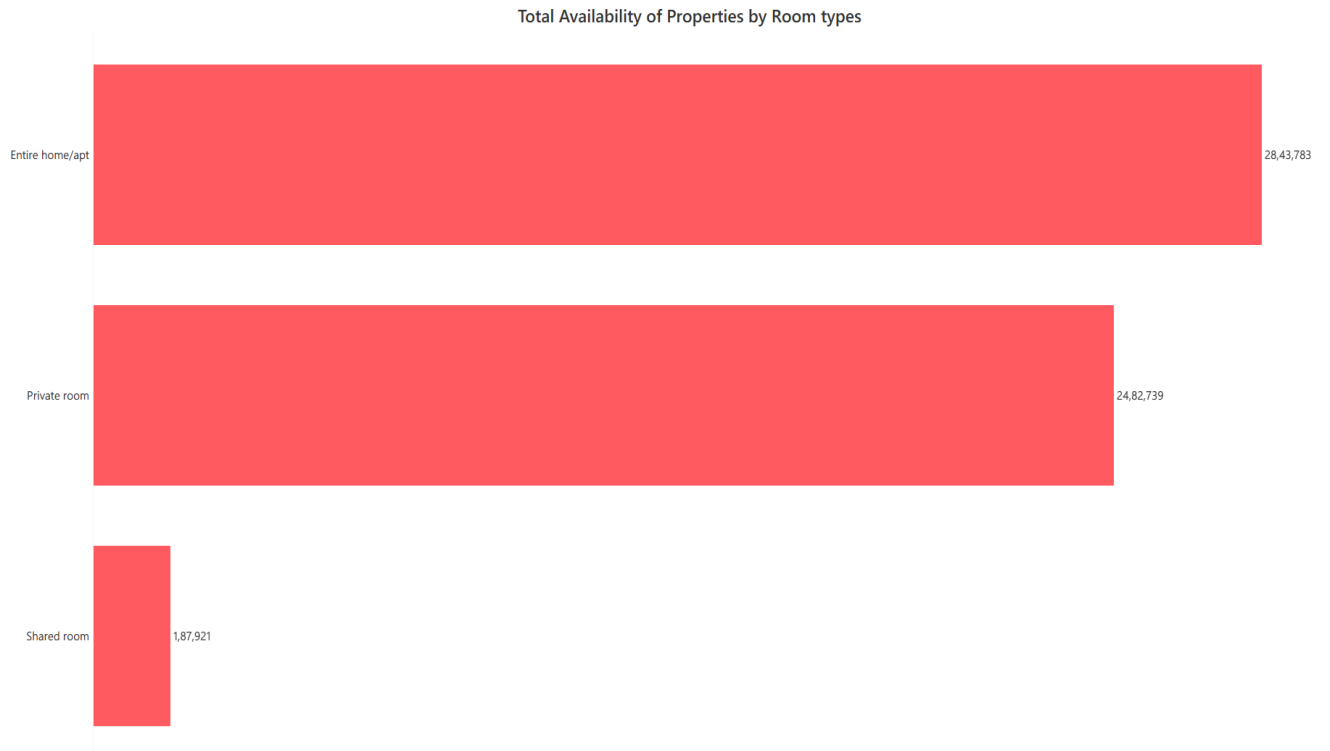 Total Availability of Properties by Room types
Entire home/apt
28,43,783
Private room
24,82,739
Shared room
1,87,921